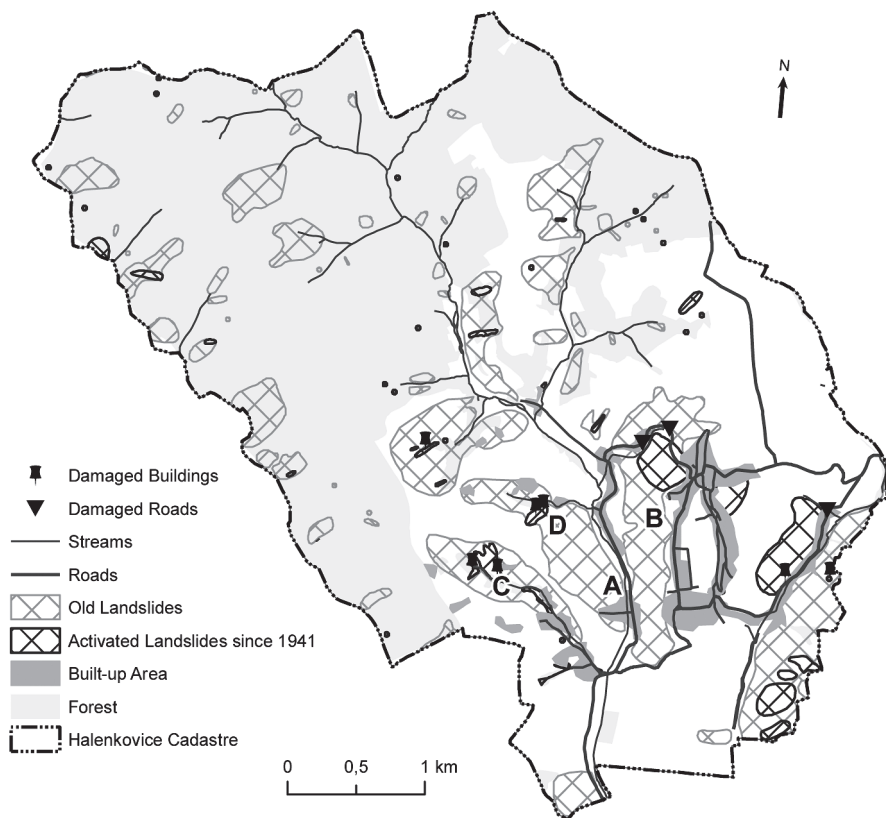 N
D
B
C
A
Damaged Buildings
Damaged Roads
Streams
Roads
Old Landslides
Activated Landslides since 1941
Built-up Area
Forest
Halenkovice Cadastre
0 0,5 1 km